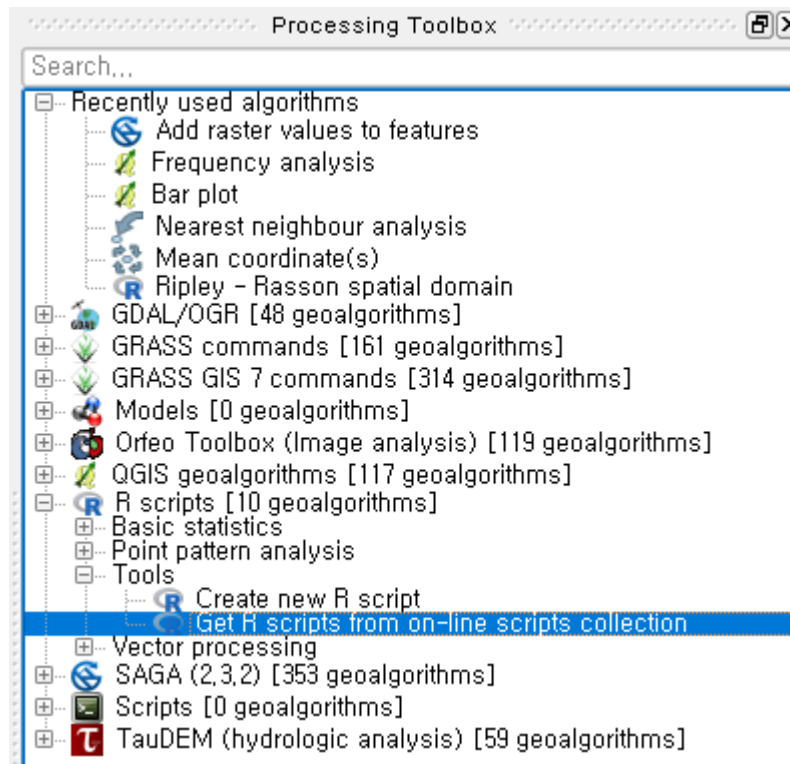 Processing Toolbox
Search...
Recently used algorithms
Add raster values to features
Frequency analysis
Bar plot
Nearest neighbour analysis
Mean coordinate(s)
Ripley - Rasson spatial domain
GDAL/OGR [48 geoalgorithms]
GRASS commands [161 geoalgorithms]
GRASS GIS 7 commands [314 geoalgorithms]
Models [0 geoalgorithms]
Orfeo Toolbox (Image analysis) [119 geoalgorithms]
QGIS geoalgorithms [117 geoalgorithms]
R scripts [10 geoalgorithms]
Basic statistics
Point pattern analysis
Tools
Create new R script
Get R scripts from on-line scripts collection
Vector processing
SAGA (2.3.2) [353 geoalgorithms]
Scripts [0 geoalgorithms]
TauDEM (hydrologic analysis) [59 geoalgorithms]